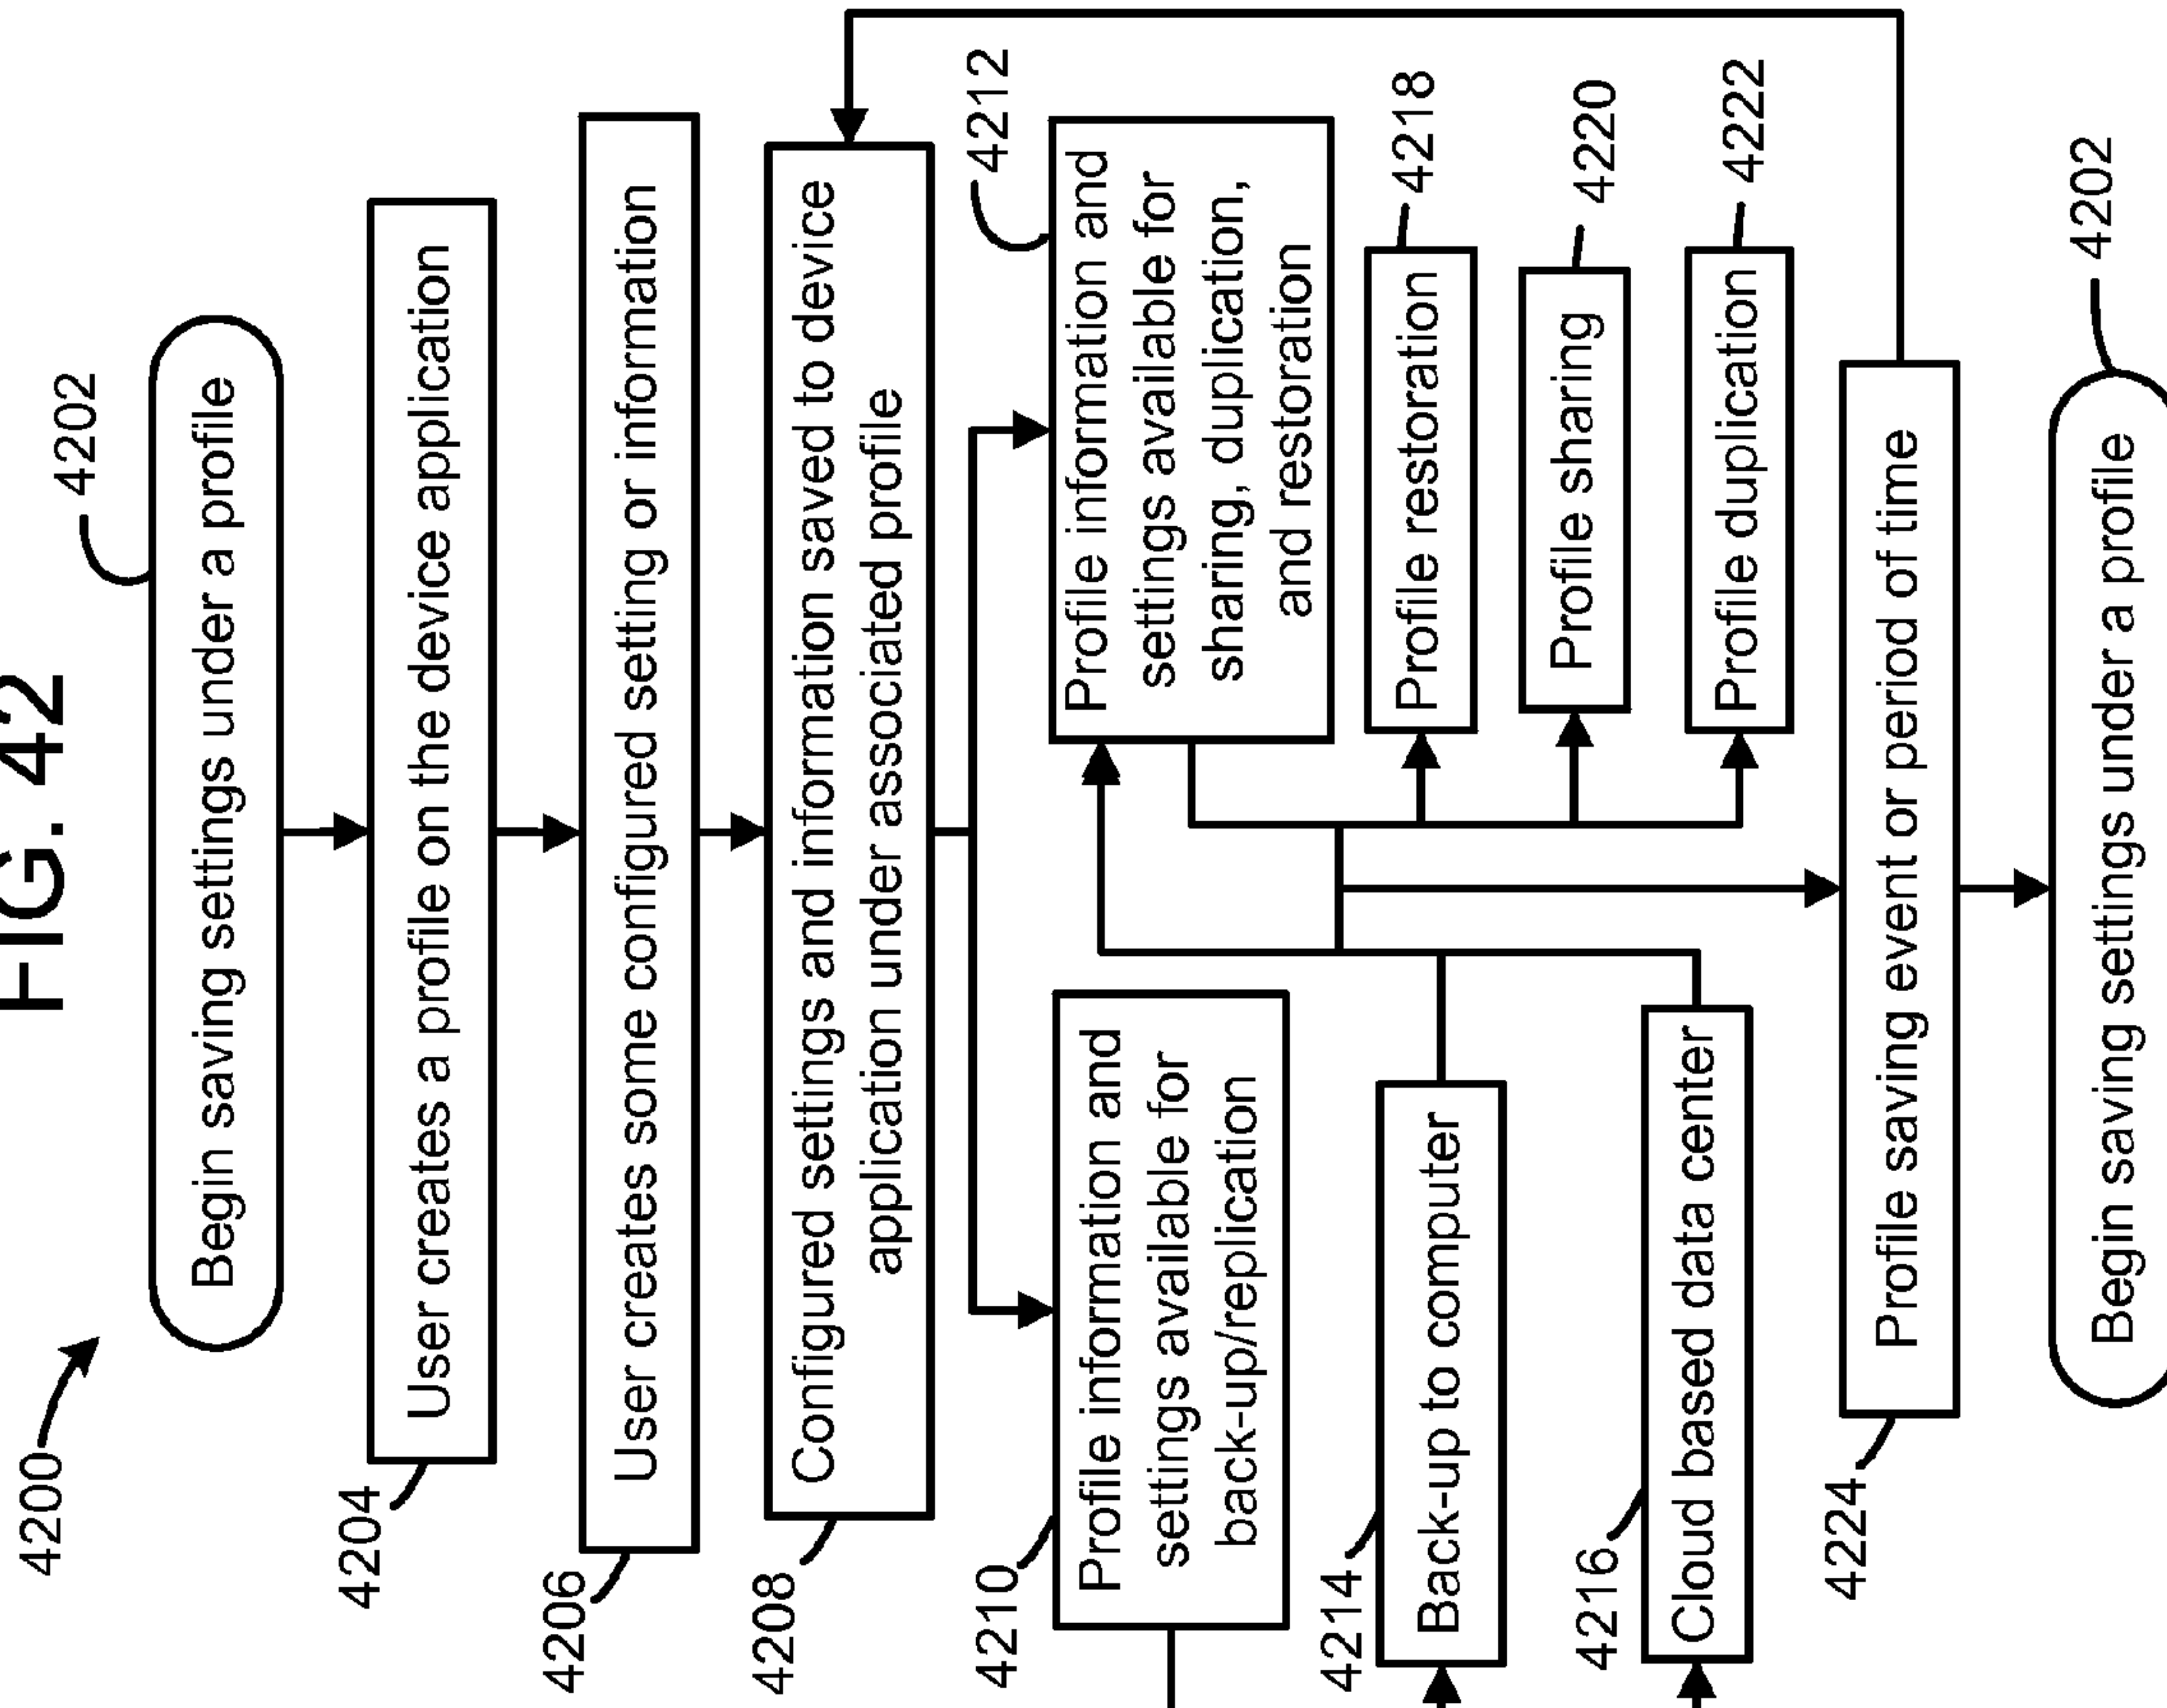 FIG. 42
4200
4202
Begin saving settings under a profile
4204
User creates a profile on the device application
4206
User creates some configured setting or information
4208
Configured settings and information saved to device
application under associated profile
4210
Profile information and
settings available for
back-up/replication
4212
Profile information and
settings available for
sharing, duplication,
and restoration
4214
Back-up to computer
4218
Profile restoration
4220
Profile sharing
4216
Cloud based data center
4222
Profile duplication
4224
Profile saving event or period of time
4202
Begin saving settings under a profile